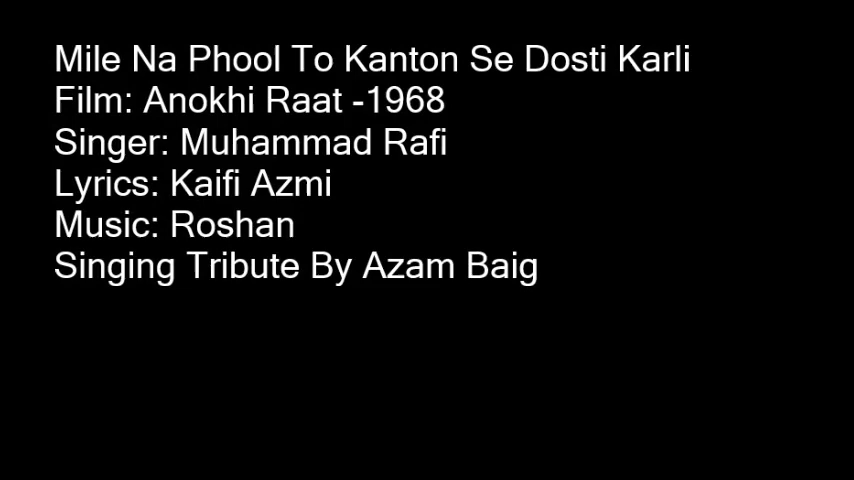 Mile Na Phool To Kanton Se Dosti Karli
Film: Anokhi Raat -1968
Singer: Muhammad Rafi
Lyrics: Kaifi Azmi
Music: Roshan
Singing Tribute By Azam Baig